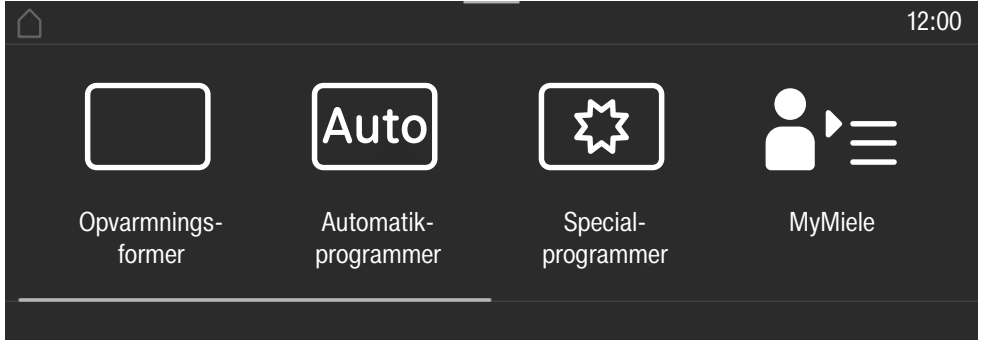 12:00
Auto
Opvarmnings-
former
Automatik-
programmer
Special-
programmer
MyMiele